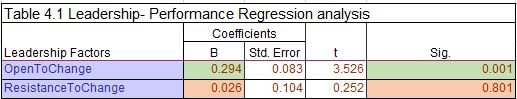 Table 4.1 Leadership- Performance Regression analysis
Coefficients
Leadership Factors B Std. Error t Sig.
OpenToChange 0.294 0.083 3.526 0.001
ResistanceToChange 0.026 0.104 0.252 0.801